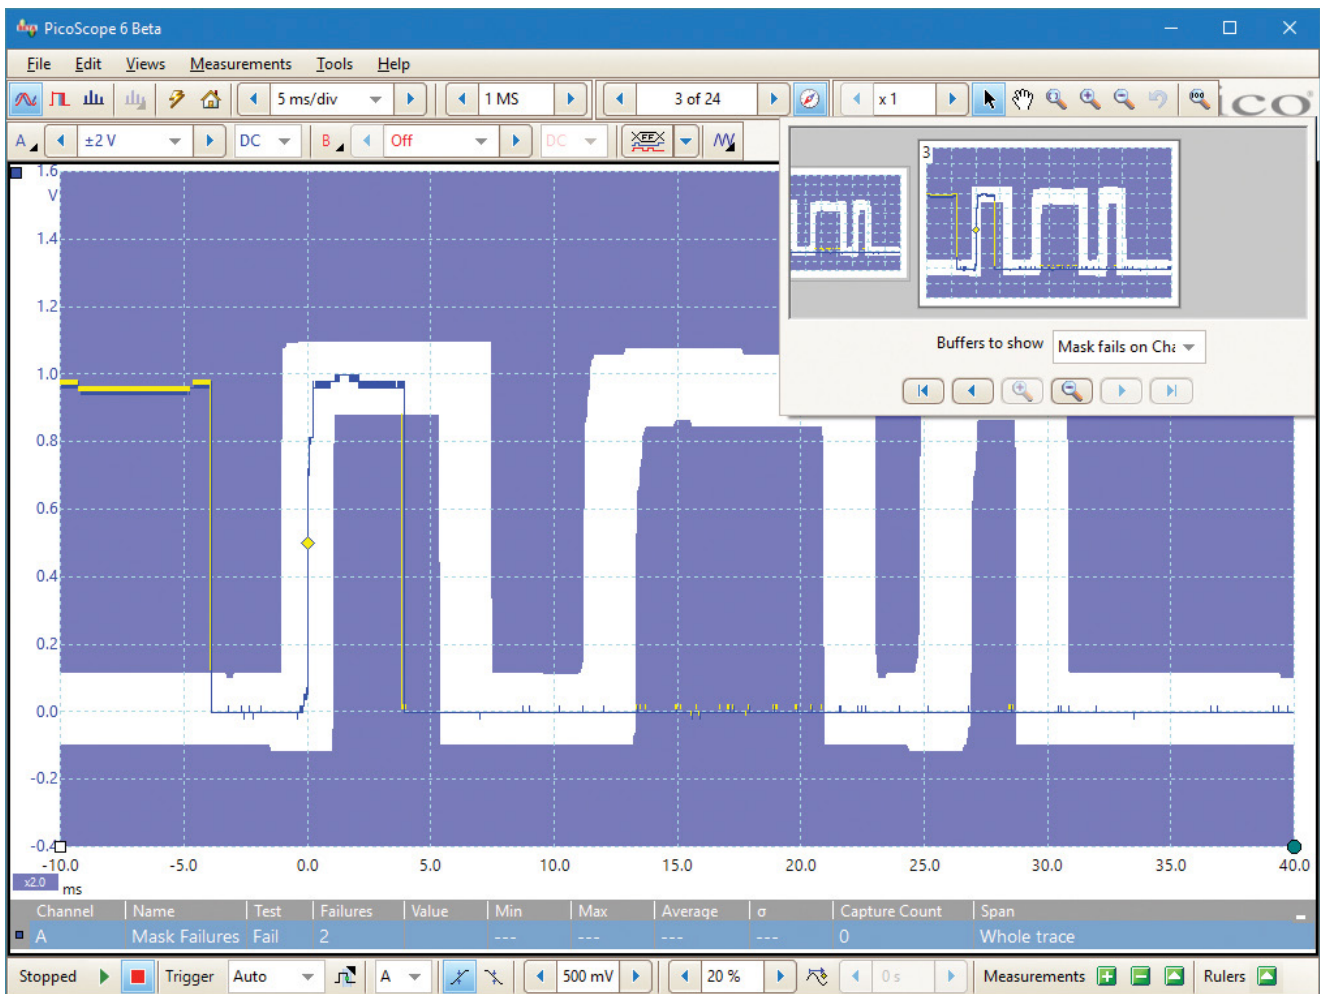 PicoScope 6 Beta
File Edit Views Measurements Tools Help
5 ms/div 1 MS 3 of 24 x 1 ico
A ±2 V DC B Off DC
3
Buffers to show Mask fails on Cha
1.6
V
1.4
1.2
1.0
0.8
0.6
0.4
0.2
0.0
-0.2
-0.4
-10.0 -5.0 0.0 5.0 10.0 15.0 20.0 25.0 30.0 35.0 40.0
x2.0 ms
Channel Name Test Failures Value Min Max Average σ Capture Count Span
A Mask Failures Fail 2 --- --- --- --- 0 Whole trace
Stopped Trigger Auto A 500 mV 20 % 0 s Measurements Rulers